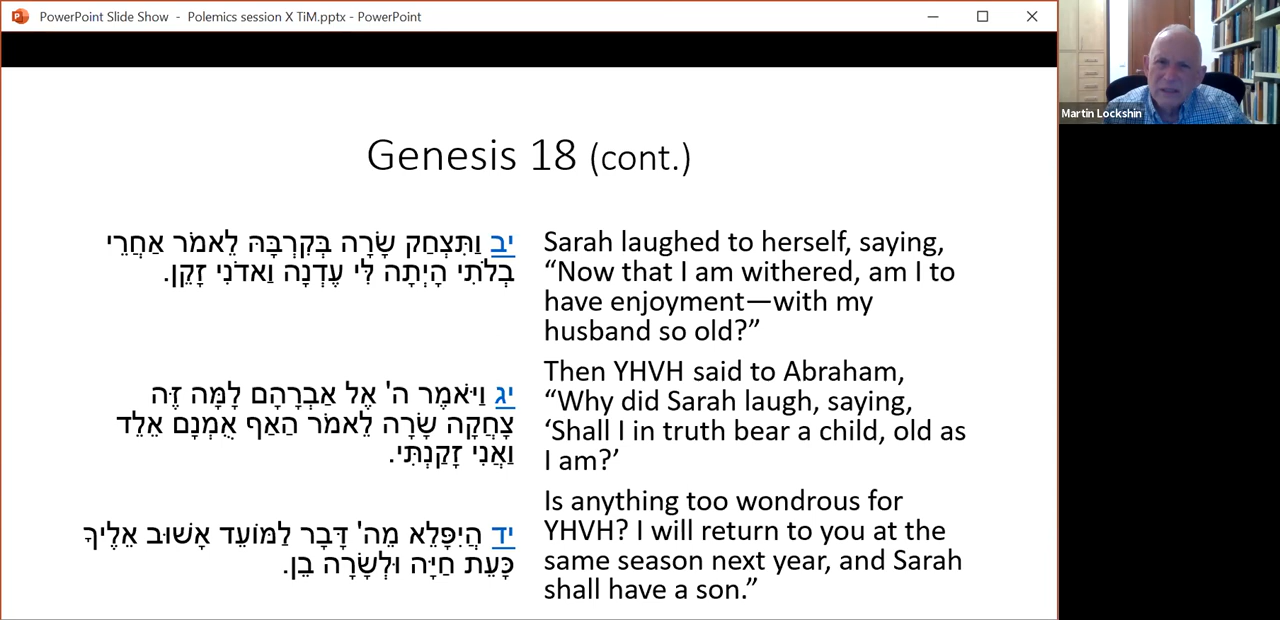 PowerPoint Slide Show - Polemics session X TiM.pptx - PowerPoint
Martin Lockshin
Genesis 18 (cont.)
יב וַתִּצְחַק שָׂרָה בְּקִרְבָּהּ לֵאמֹר אַחֲרֵי
בְלֹתִי הָיְתָה לִּי עֶדְנָה וַאדֹנִי זָקֵן.
Sarah laughed to herself, saying,
“Now that I am withered, am I to
have enjoyment—with my
husband so old?”
יג וַיֹּאמֶר ה' אֶל אַבְרָהָם לָמָּה זֶּה
צָחֲקָה שָׂרָה לֵאמֹר הַאַף אֻמְנָם אֵלֵד
וַאֲנִי זָקַנְתִּי.
Then YHVH said to Abraham,
“Why did Sarah laugh, saying,
‘Shall I in truth bear a child, old as
I am?’
יד הֲיִפָּלֵא מֵה' דָּבָר לַמּוֹעֵד אָשׁוּב אֵלֶיךָ
כָּעֵת חַיָּה וּלְשָׂרָה בֵן.
Is anything too wondrous for
YHVH? I will return to you at the
same season next year, and Sarah
shall have a son.”